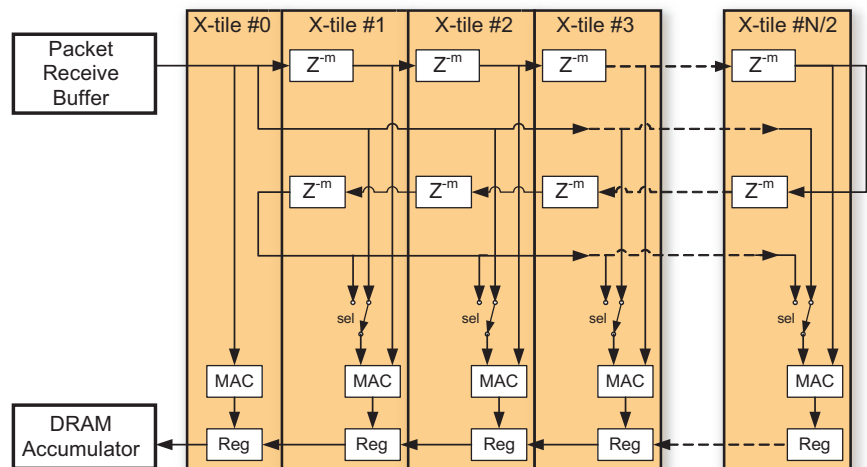 X-tile #0
X-tile #1
X-tile #2
X-tile #3
X-tile #N/2
Packet
Receive
Buffer
Z-m
Z-m
Z-m
Z-m
Z-m
Z-m
Z-m
Z-m
sel
sel
sel
sel
MAC
MAC
MAC
MAC
MAC
DRAM
Accumulator
Reg
Reg
Reg
Reg
Reg